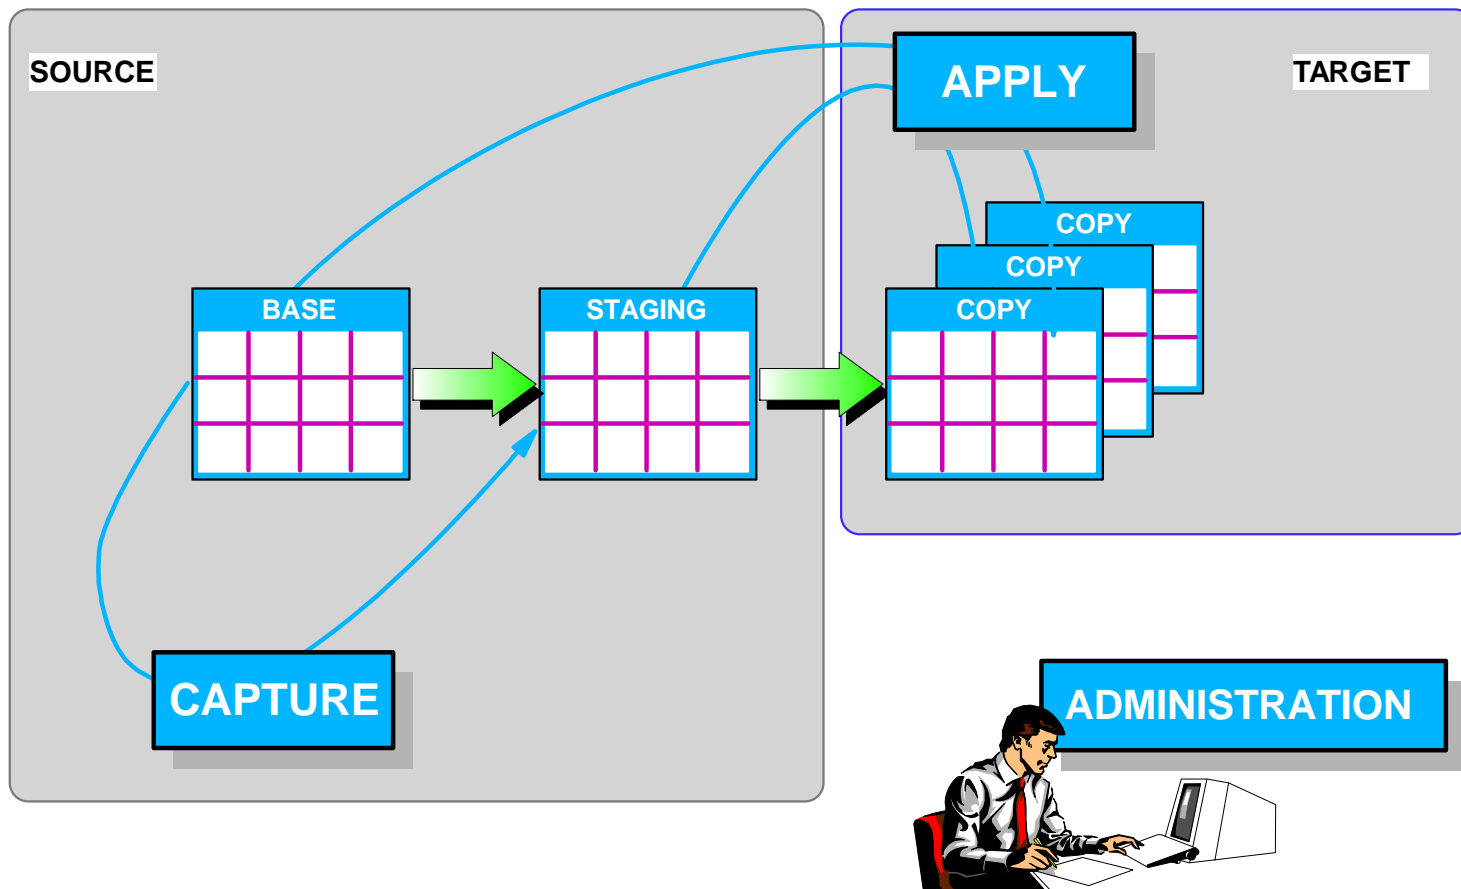 SOURCE
APPLY
TARGET
COPY
COPY
BASE
STAGING
COPY
CAPTURE
ADMINISTRATION